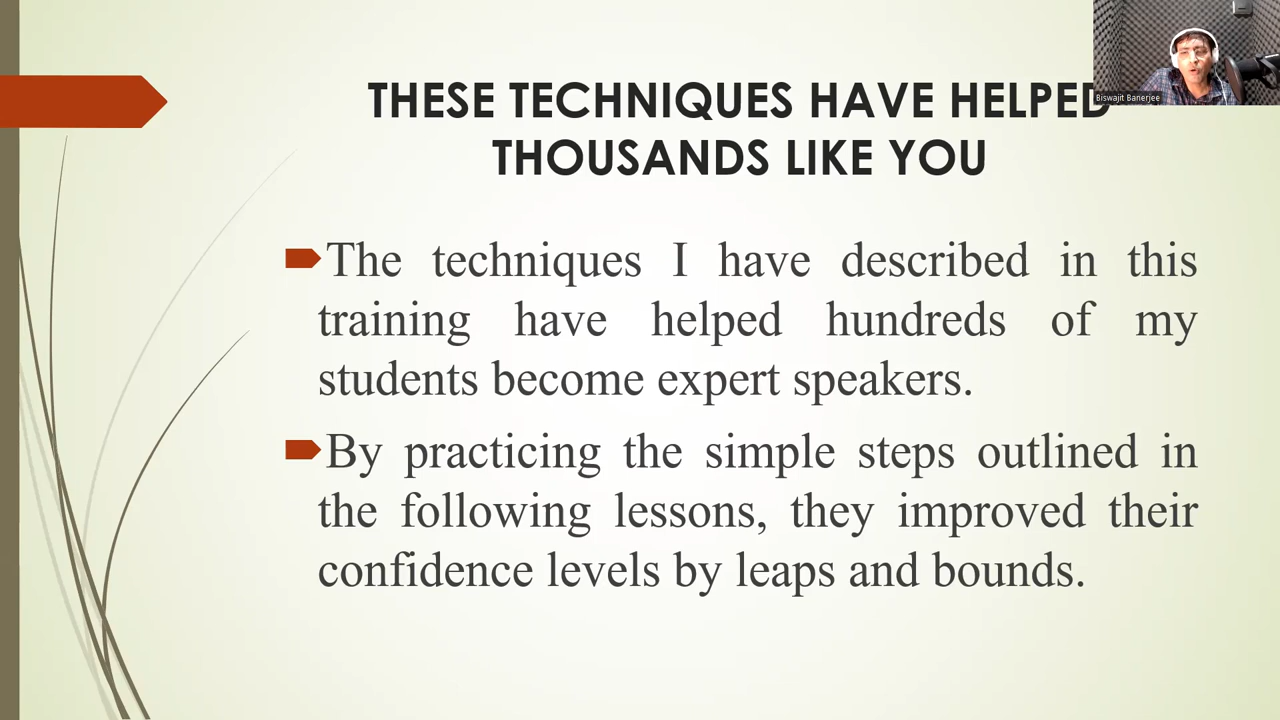 THESE TECHNIQUES HAVE HELPED
THOUSANDS LIKE YOU
Biswajit Banerjee
The techniques I have described in this
training have helped hundreds of my
students become expert speakers.
By practicing the simple steps outlined in
the following lessons, they improved their
confidence levels by leaps and bounds.